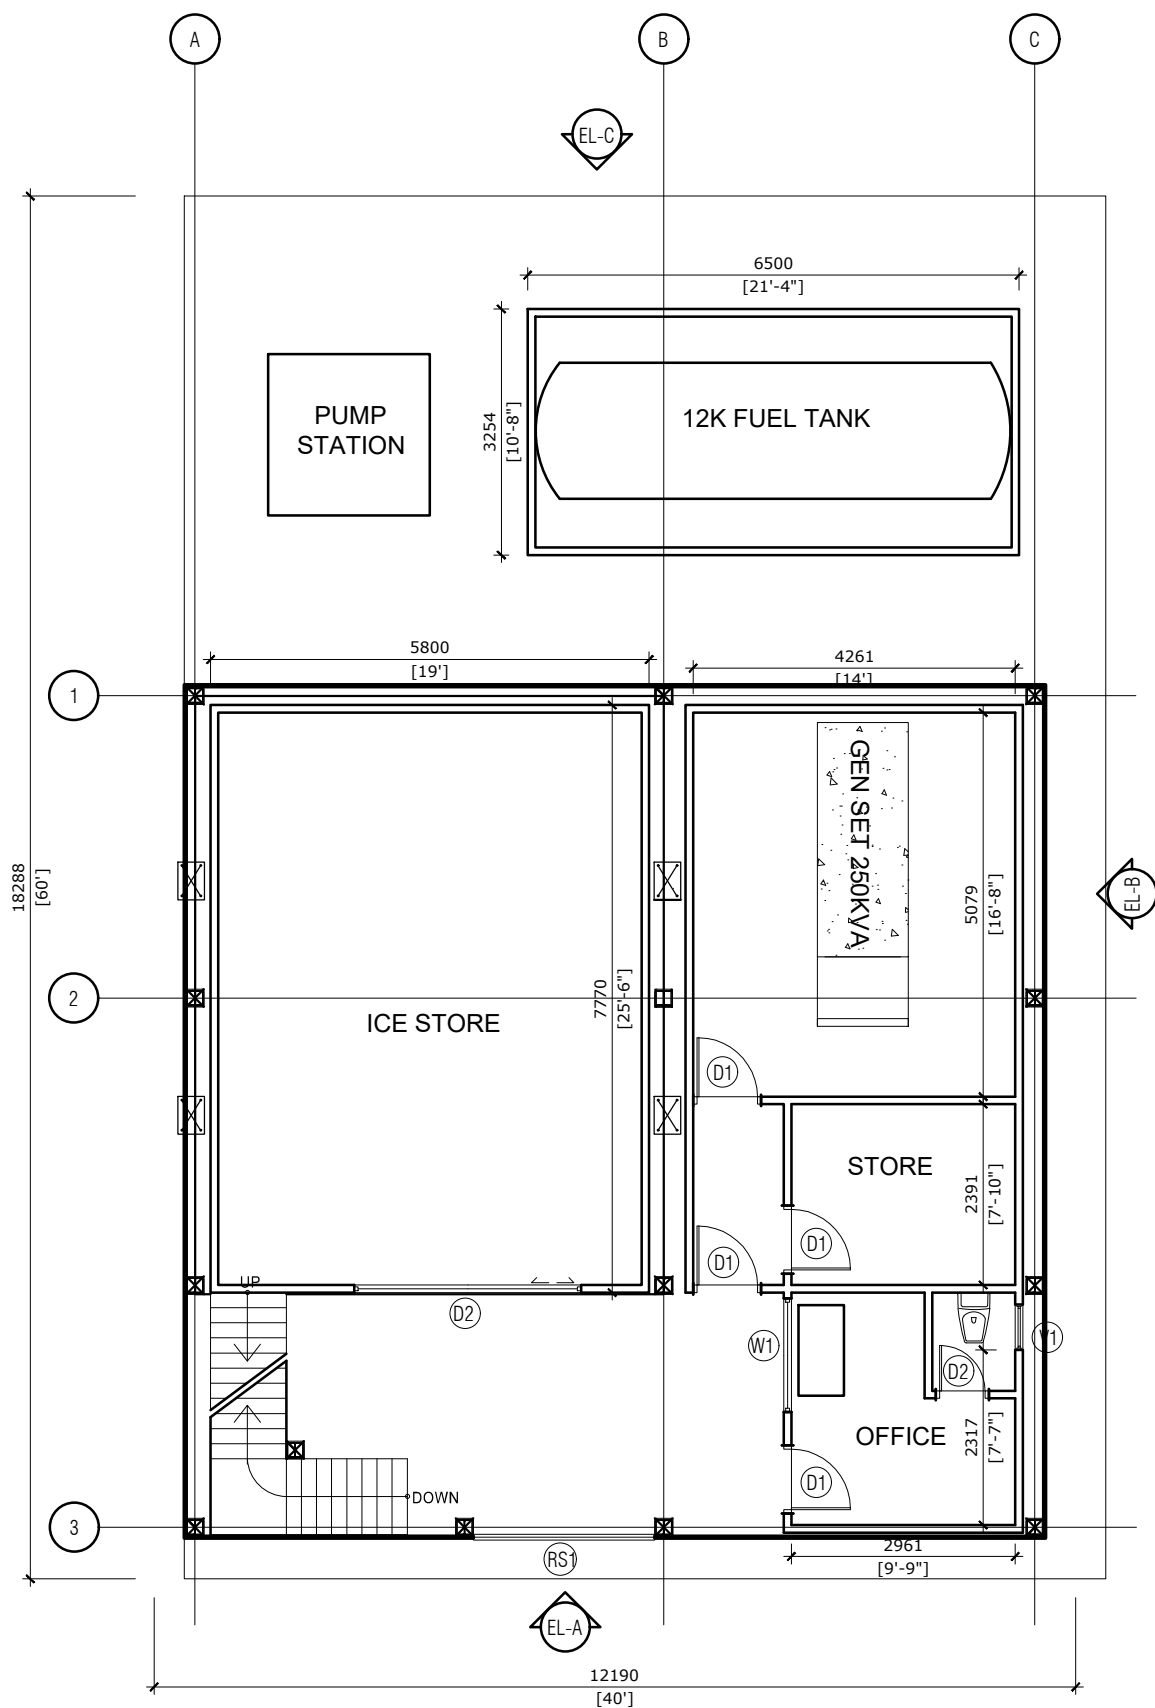 A
B
C
EL-C
6500
[21'-4"]
3254
[10'-8"]
PUMP
STATION
12K FUEL TANK
18288
[60']
5800
[19']
4261
[14']
1
GEN SET 250KVA
5079
[16'-8"]
EL-B
2
7770
[25'-6"]
ICE STORE
D1
STORE
2391
[7'-10"]
D1
D1
UP
D2
W1
W1
D2
OFFICE
2317
[7'-7"]
D1
DOWN
3
RS1
2961
[9'-9"]
EL-A
12190
[40']